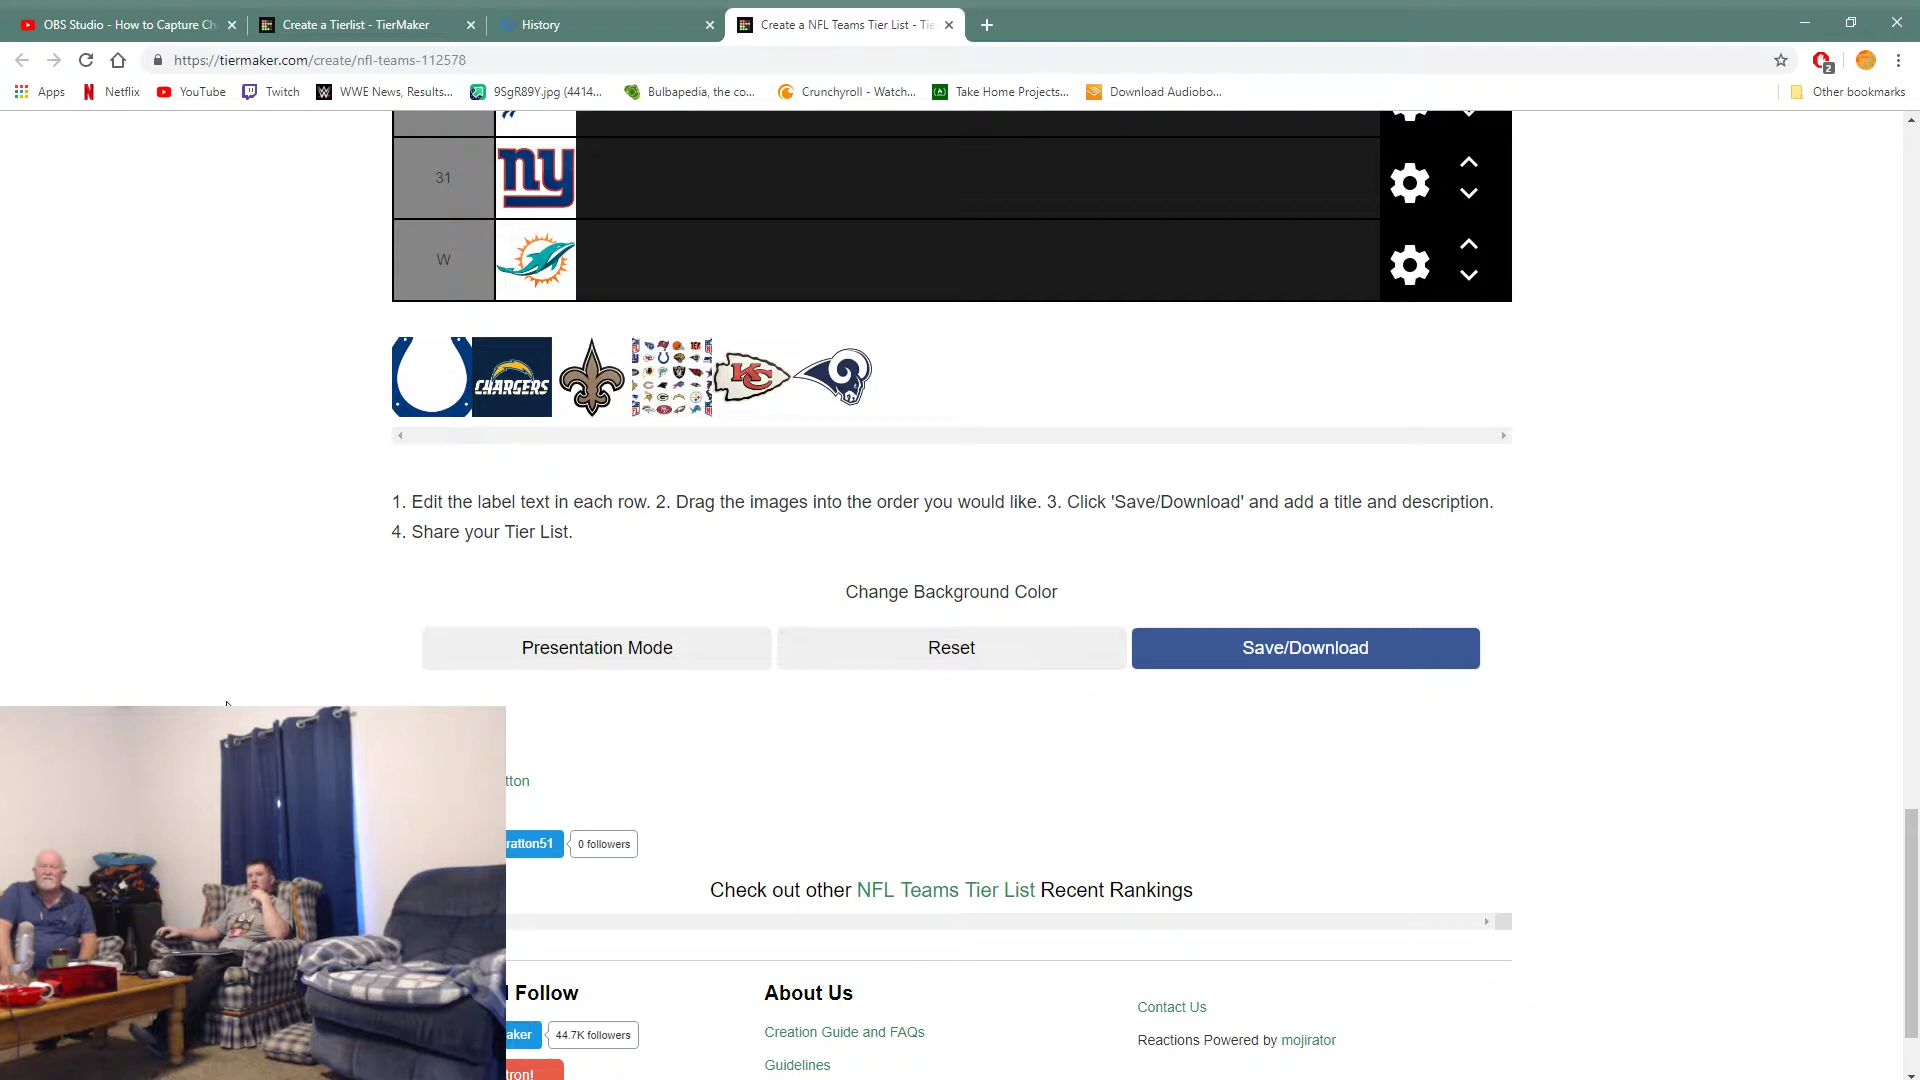 OBS Studio - How to Capture Ch
Create a Tierlist - TierMaker
History
Create a NFL Teams Tier List - Tie
https://tiermaker.com/create/nfl-teams-112578
2
Apps
Netflix
YouTube
Twitch
WWE News, Results...
9SgR89Y.jpg (4414...
Bulbapedia, the co...
Crunchyroll - Watch...
Take Home Projects...
Download Audiobo...
Other bookmarks
31
ny
W
CHARGERS
KC
1. Edit the label text in each row. 2. Drag the images into the order you would like. 3. Click 'Save/Download' and add a title and description.
4. Share your Tier List.
Change Background Color
Presentation Mode
Reset
Save/Download
tton
ratton51
0 followers
Check out other NFL Teams Tier List Recent Rankings
l Follow
About Us
Contact Us
aker
44.7K followers
Creation Guide and FAQs
Reactions Powered by mojirator
Guidelines
tron!